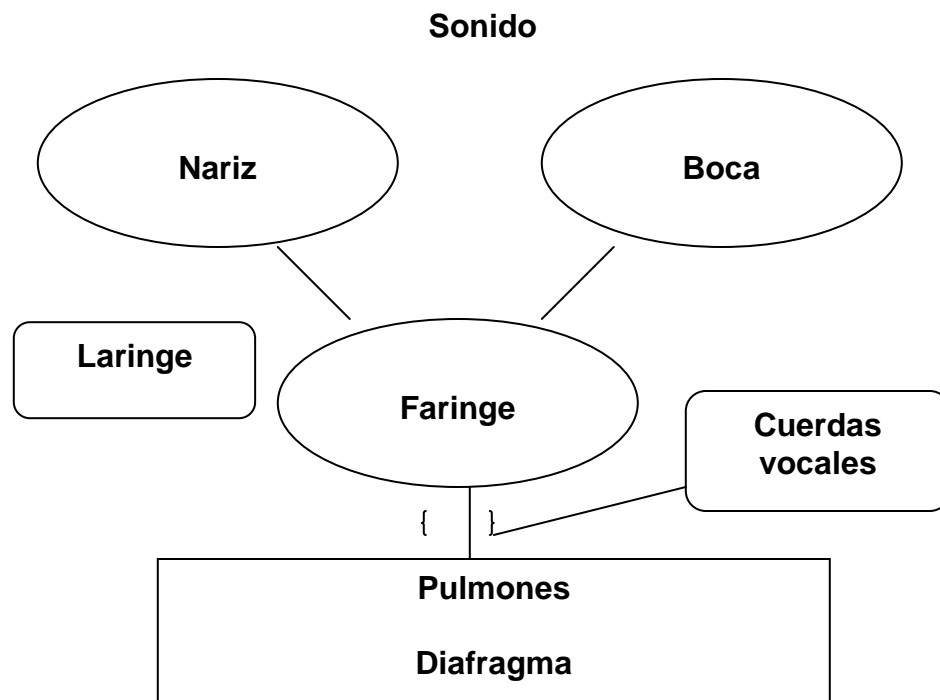 Sonido
Nariz
Boca
Laringe
Faringe
Cuerdas
vocales
{ }
Pulmones
Diafragma